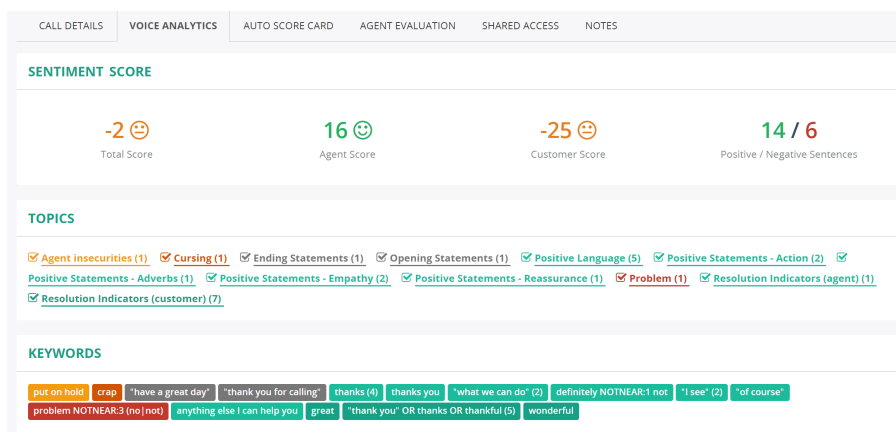 CALL DETAILS VOICE ANALYTICS AUTO SCORE CARD AGENT EVALUATION SHARED ACCESS NOTES
SENTIMENT SCORE
-2 16 -25 14 / 6
Total Score Agent Score Customer Score Positive / Negative Sentences
TOPICS
Agent insecurities (1) Cursing (1) Ending Statements (1) Opening Statements (1) Positive Language (5) Positive Statements - Action (2)
Positive Statements - Adverbs (1) Positive Statements - Empathy (2) Positive Statements - Reassurance (1) Problem (1) Resolution Indicators (agent) (1)
Resolution Indicators (customer) (7)
KEYWORDS
put on hold crap "have a great day" "thank you for calling" thanks (4) thanks you "what we can do" (2) definitely NOTNEAR:1 not "I see" (2) "of course"
problem NOTNEAR:3 (no|not) anything else I can help you great "thank you" OR thanks OR thankful (5) wonderful